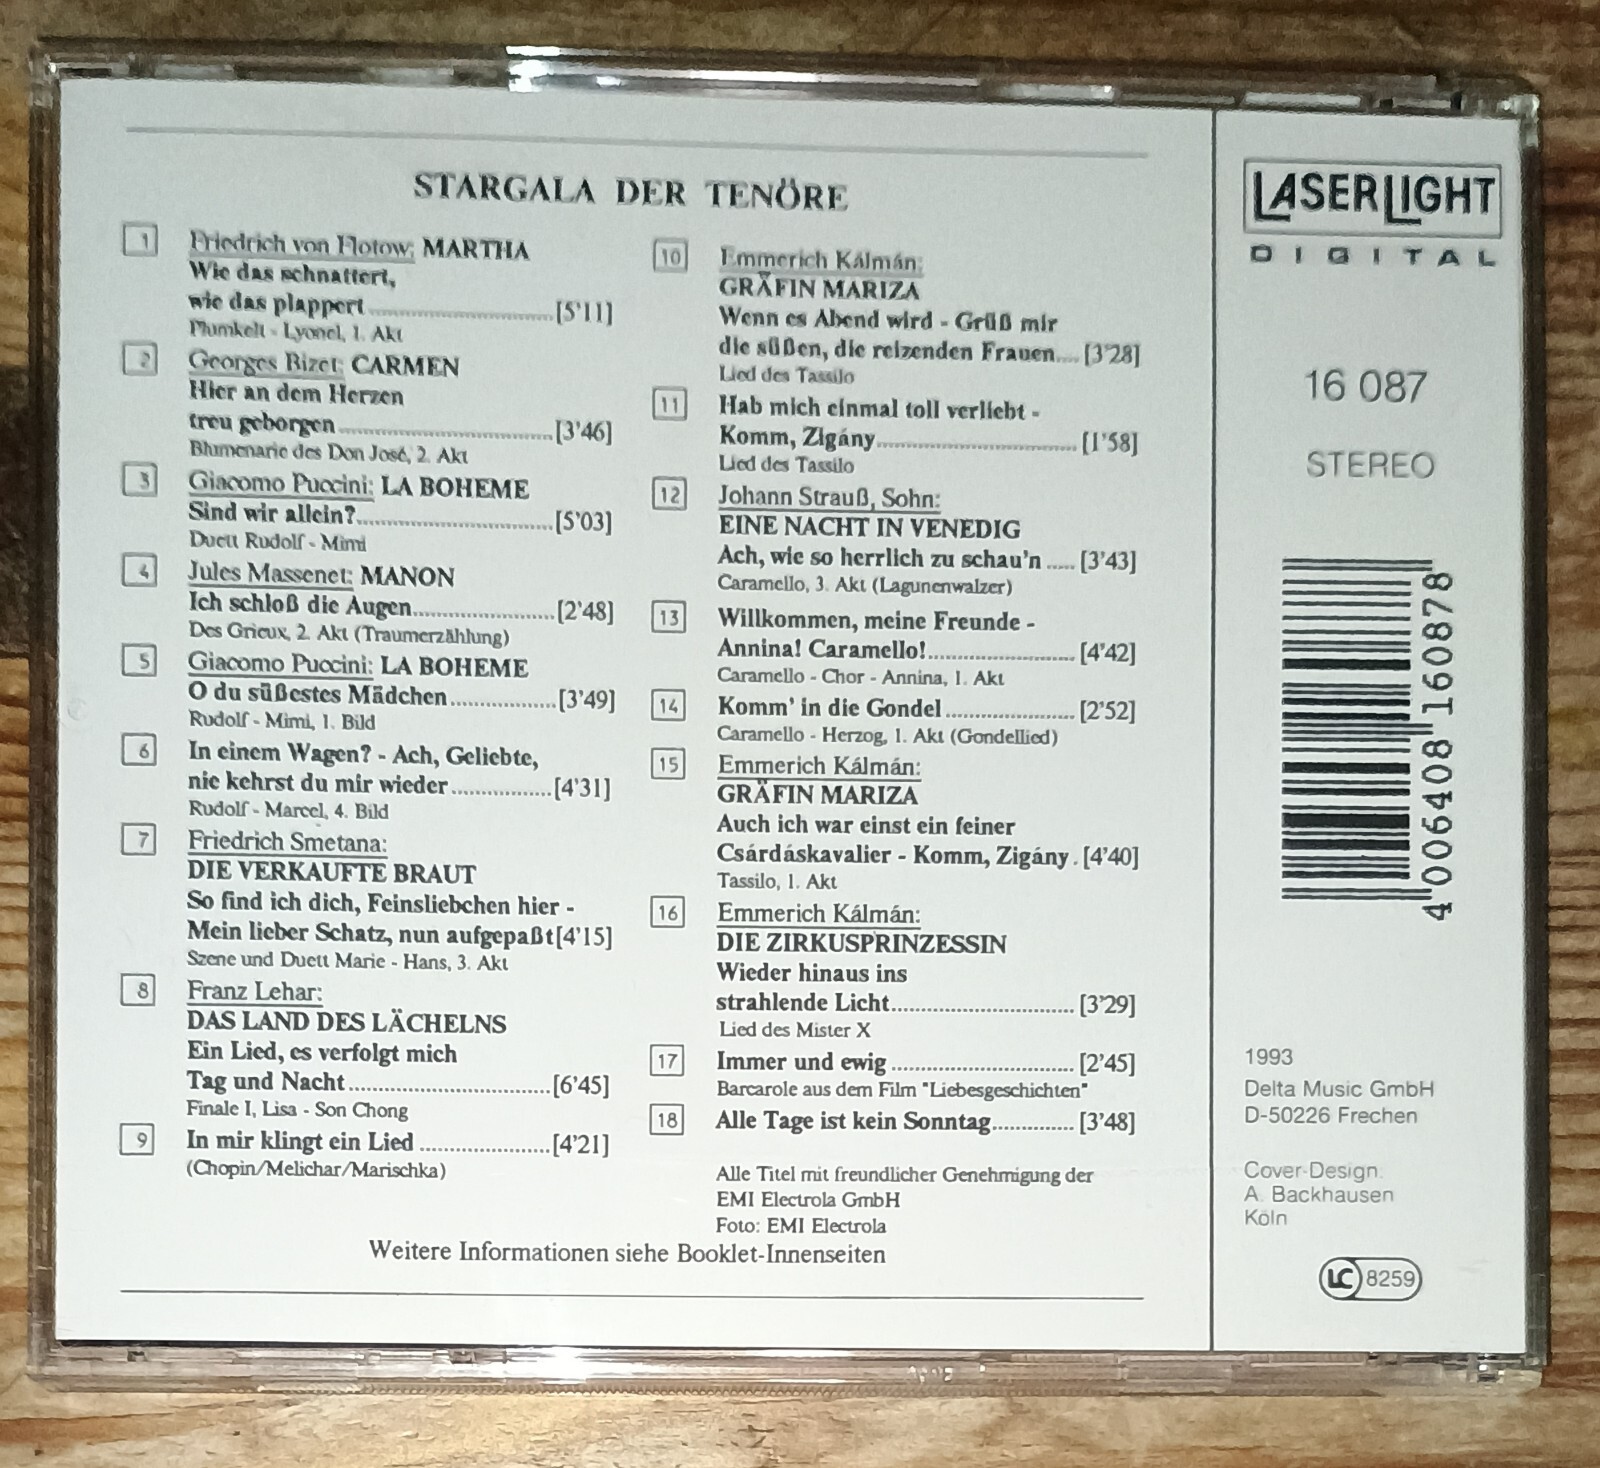 STARGALA DER TENÖRE
1 Friedrich von Flotow: MARTHA
Wie das schnattert,
wie das plappert [5'11]
Plumkett - Lyonel, 1. Akt
2 Georges Bizet: CARMEN
Hier an dem Herzen
treu geborgen [3'46]
Blumenarie des Don José, 2. Akt
3 Giacomo Puccini: LA BOHEME
Sind wir allein? [5'03]
Duett Rudolf - Mimi
4 Jules Massenet: MANON
Ich schloß die Augen [2'48]
Des Grieux, 2. Akt (Traumerzählung)
5 Giacomo Puccini: LA BOHEME
O du süßestes Mädchen [3'49]
Rudolf - Mimi, 1. Bild
6 In einem Wagen? - Ach, Geliebte,
nie kehrst du mir wieder [4'31]
Rudolf - Marcel, 4. Bild
7 Friedrich Smetana:
DIE VERKAUFTE BRAUT
So find ich dich, Feinsliebchen hier -
Mein lieber Schatz, nun aufgepaßt[4'15]
Szene und Duett Marie - Hans, 3. Akt
8 Franz Lehar:
DAS LAND DES LÄCHELNS
Ein Lied, es verfolgt mich
Tag und Nacht [6'45]
Finale I, Lisa - Son Chong
9 In mir klingt ein Lied [4'21]
(Chopin/Melichar/Marischka)
10 Emmerich Kálmán:
GRÄFIN MARIZA
Wenn es Abend wird - Grüß mir
die süßen, die reizenden Frauen [3'28]
Lied des Tassilo
11 Hab mich einmal toll verliebt -
Komm, Zigány [1'58]
Lied des Tassilo
12 Johann Strauß, Sohn:
EINE NACHT IN VENEDIG
Ach, wie so herrlich zu schau'n [3'43]
Caramello, 3. Akt (Lagunenwalzer)
13 Willkommen, meine Freunde -
Annina! Caramello! [4'42]
Caramello - Chor - Annina, 1. Akt
14 Komm' in die Gondel [2'52]
Caramello - Herzog, 1. Akt (Gondellied)
15 Emmerich Kálmán:
GRÄFIN MARIZA
Auch ich war einst ein feiner
Csárdáskavalier - Komm, Zigány . [4'40]
Tassilo, 1. Akt
16 Emmerich Kálmán:
DIE ZIRKUSPRINZESSIN
Wieder hinaus ins
strahlende Licht [3'29]
Lied des Mister X
17 Immer und ewig [2'45]
Barcarole aus dem Film "Liebesgeschichten"
18 Alle Tage ist kein Sonntag [3'48]
Alle Titel mit freundlicher Genehmigung der
EMI Electrola GmbH
Foto: EMI Electrola
Weitere Informationen siehe Booklet-Innenseiten
LASERLIGHT
DIGITAL
16 087
STEREO
4 006408 160878
1993
Delta Music GmbH
D-50226 Frechen
Cover-Design:
A. Backhausen
Köln
LC 8259